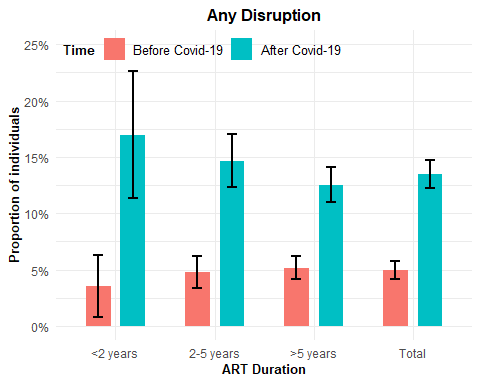 Any Disruption
Time Before Covid-19 After Covid-19
25%
20%
15%
10%
5%
0%
Proportion of individuals
<2 years 2-5 years >5 years Total
ART Duration